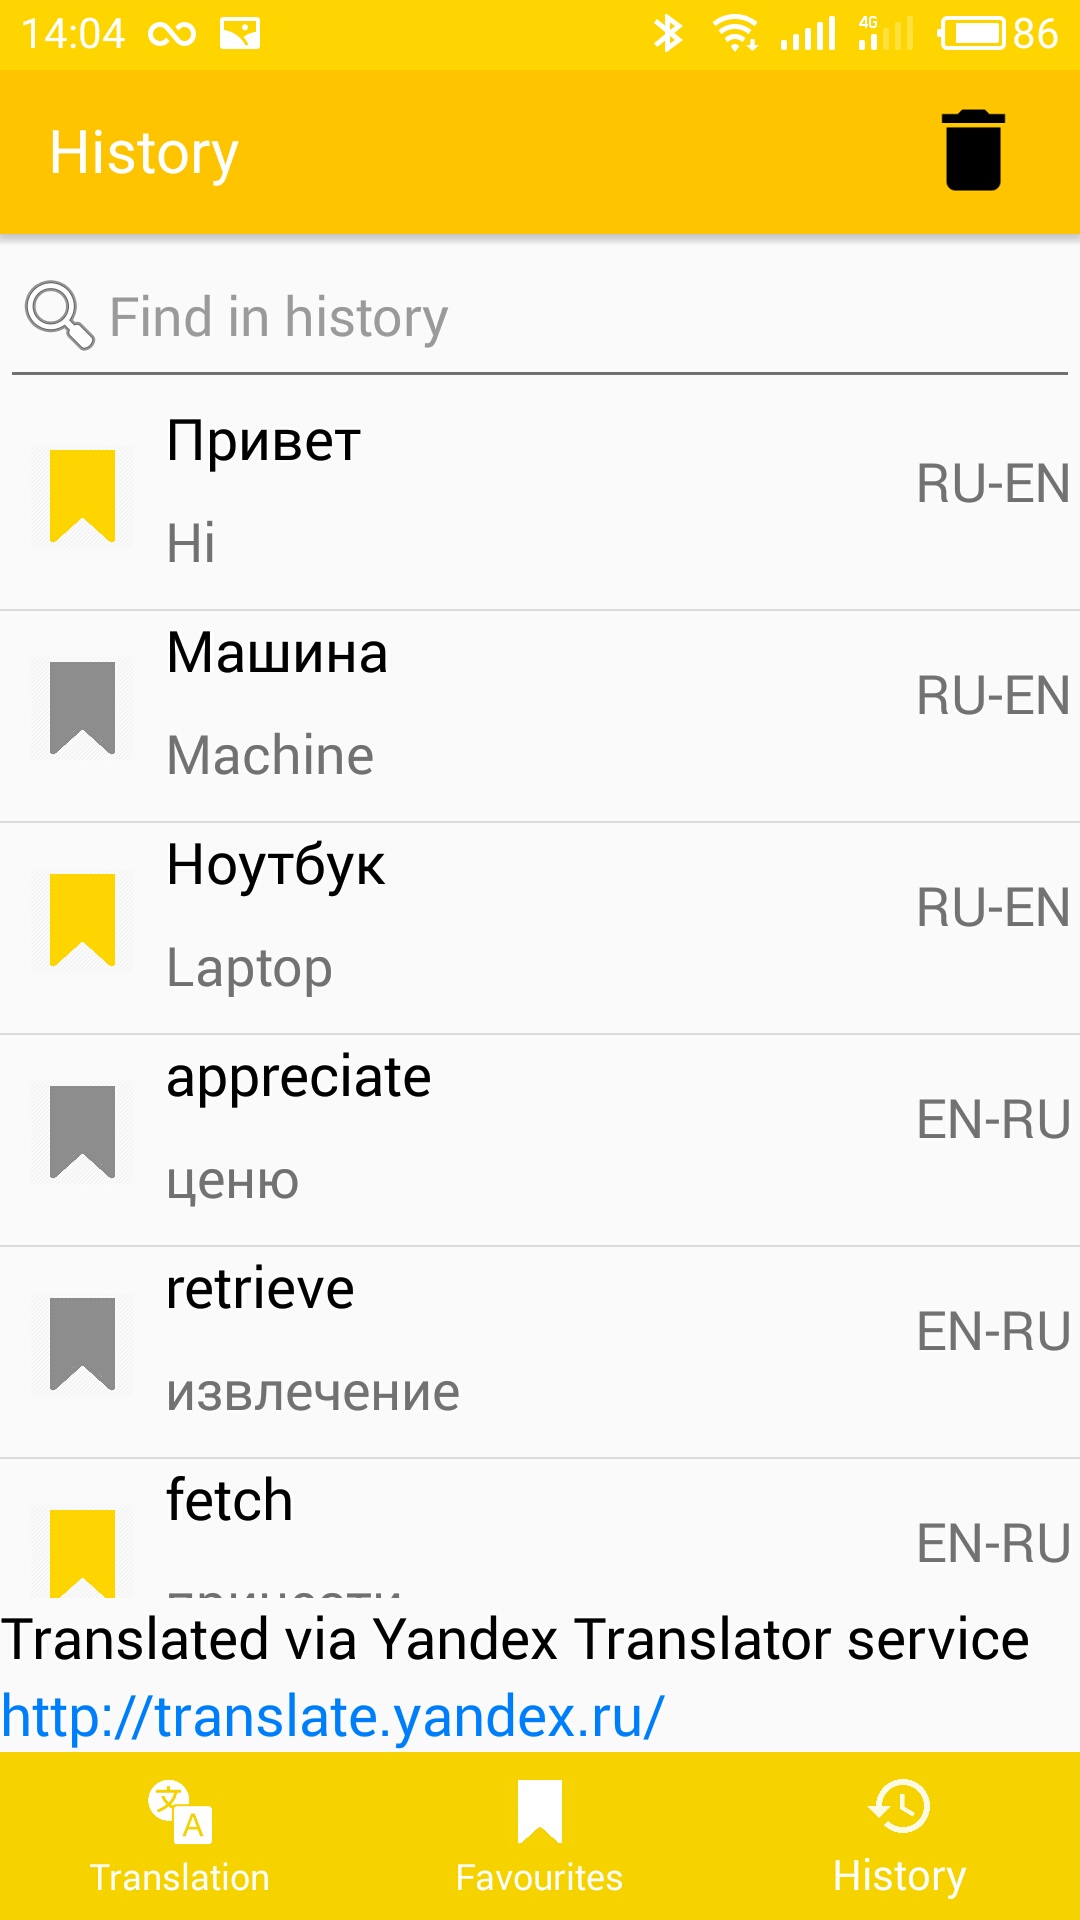 14:04 4G 86
History
Find in history
Привет
RU-EN
Hi
Машина
RU-EN
Machine
Ноутбук
RU-EN
Laptop
appreciate
EN-RU
ценю
retrieve
EN-RU
извлечение
fetch
EN-RU
Translated via Yandex Translator service
http://translate.yandex.ru/
文 A
Translation Favourites History